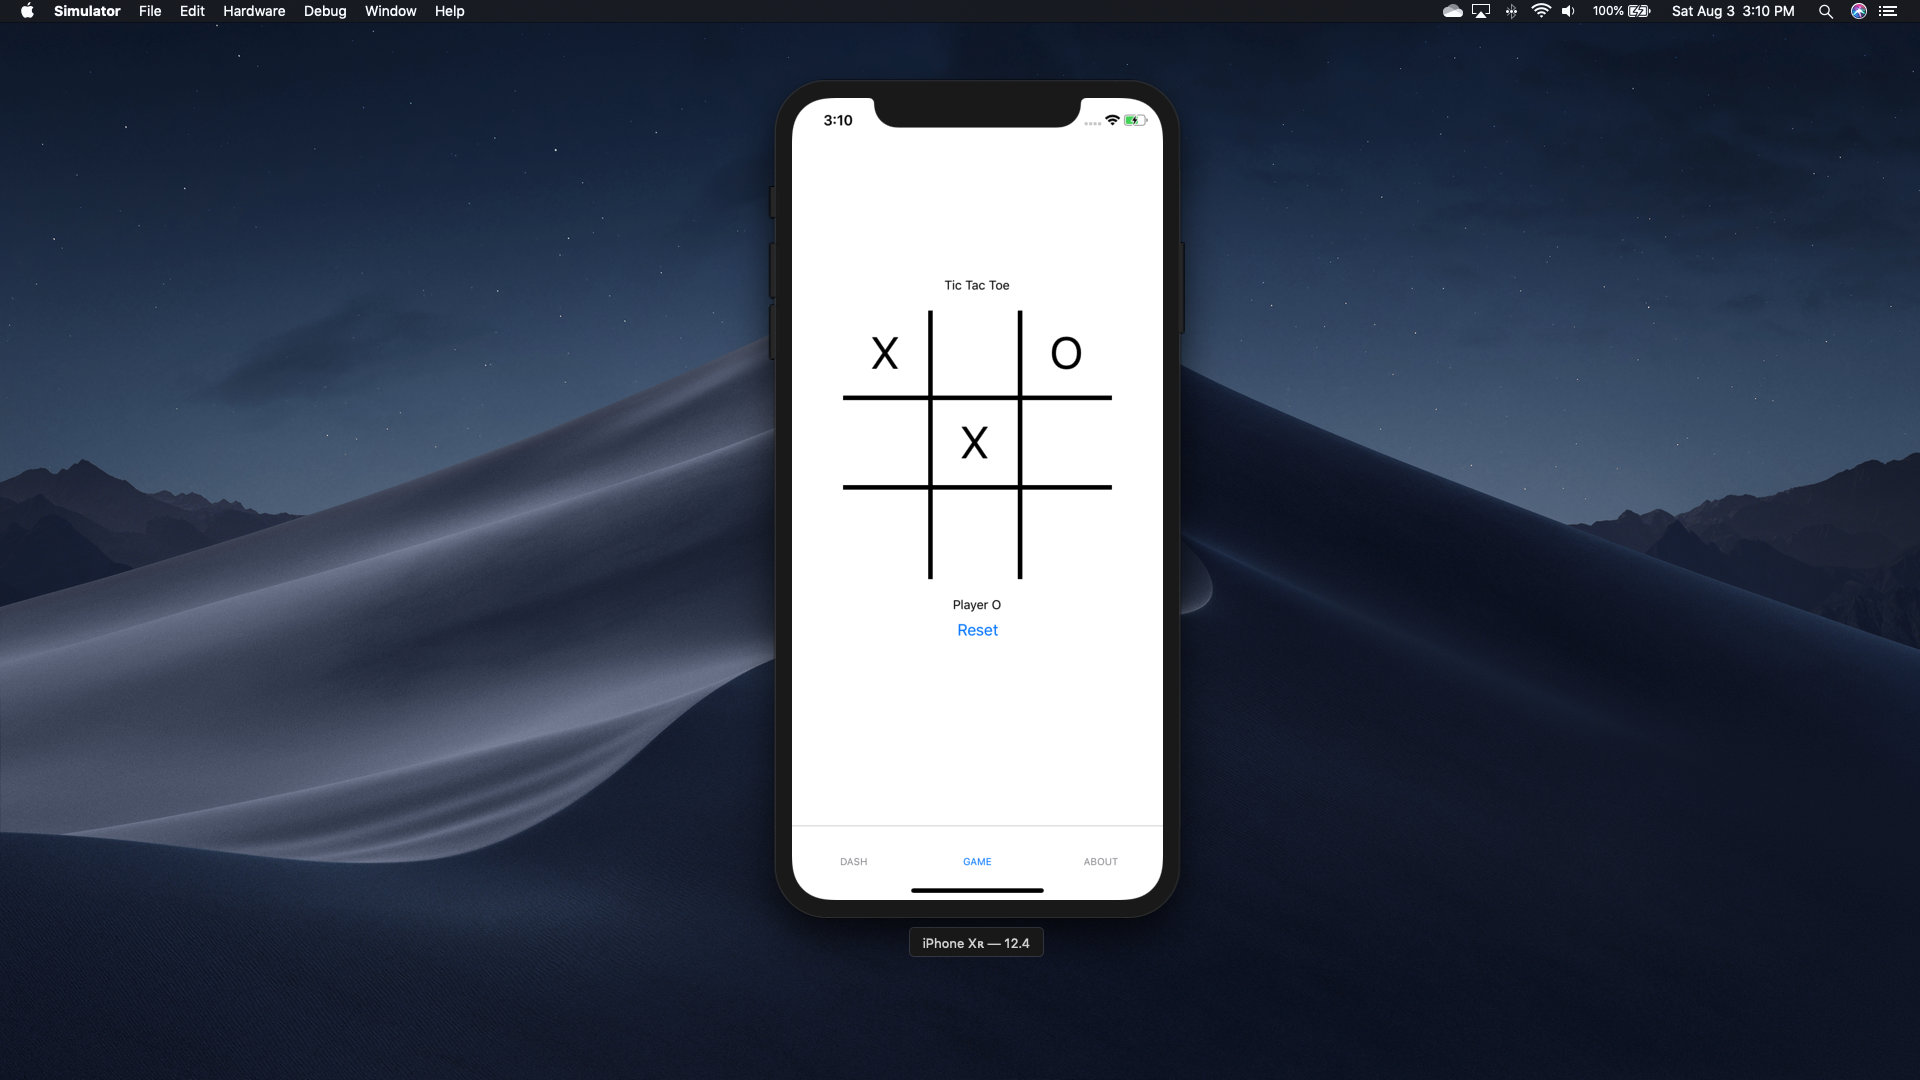 Simulator File Edit Hardware Debug Window Help
100% Sat Aug 3 3:10 PM
3:10
Tic Tac Toe
X O
X
Player O
Reset
DASH GAME ABOUT
iPhone Xʀ — 12.4